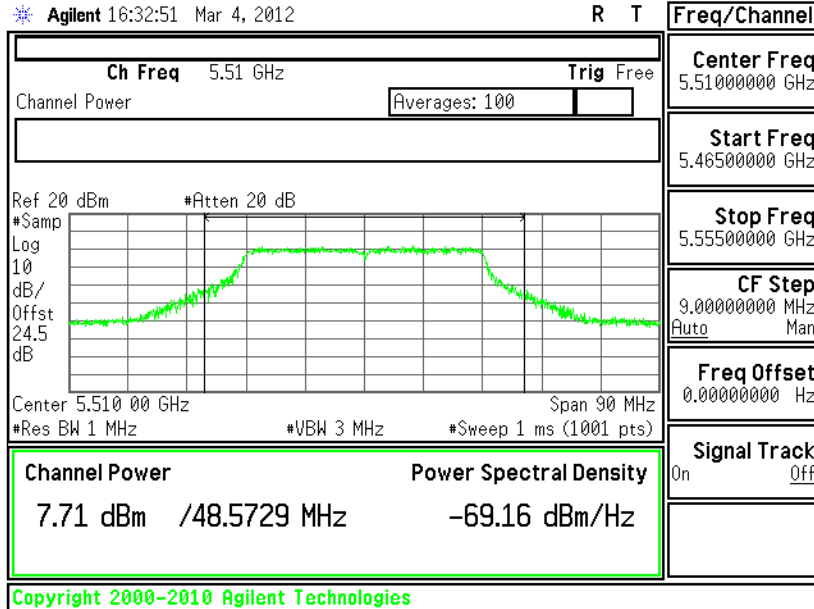 Agilent 16:32:51 Mar 4, 2012 R T
Freq/Channel
Ch Freq 5.51 GHz Trig Free
Channel Power Averages: 100
Ref 20 dBm #Atten 20 dB
#Samp
Log
10
dB/
Offst
24.5
dB
Center 5.510 00 GHz Span 90 MHz
#Res BW 1 MHz #VBW 3 MHz #Sweep 1 ms (1001 pts)
Channel Power Power Spectral Density
7.71 dBm /48.5729 MHz -69.16 dBm/Hz
Center Freq
5.51000000 GHz
Start Freq
5.46500000 GHz
Stop Freq
5.55500000 GHz
CF Step
9.00000000 MHz
Auto Man
Freq Offset
0.00000000 Hz
Signal Track
On Off
Copyright 2000-2010 Agilent Technologies